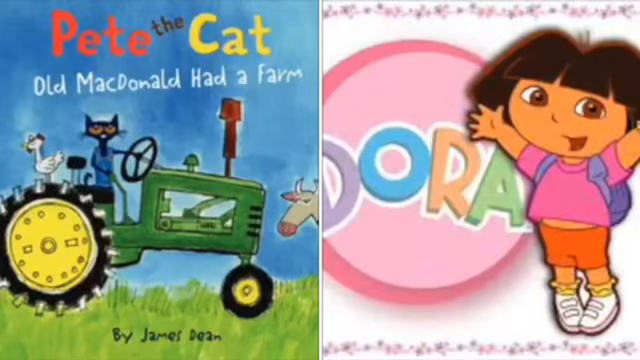 Pete the Cat
Old MacDonald Had a Farm
By James Dean
DORA